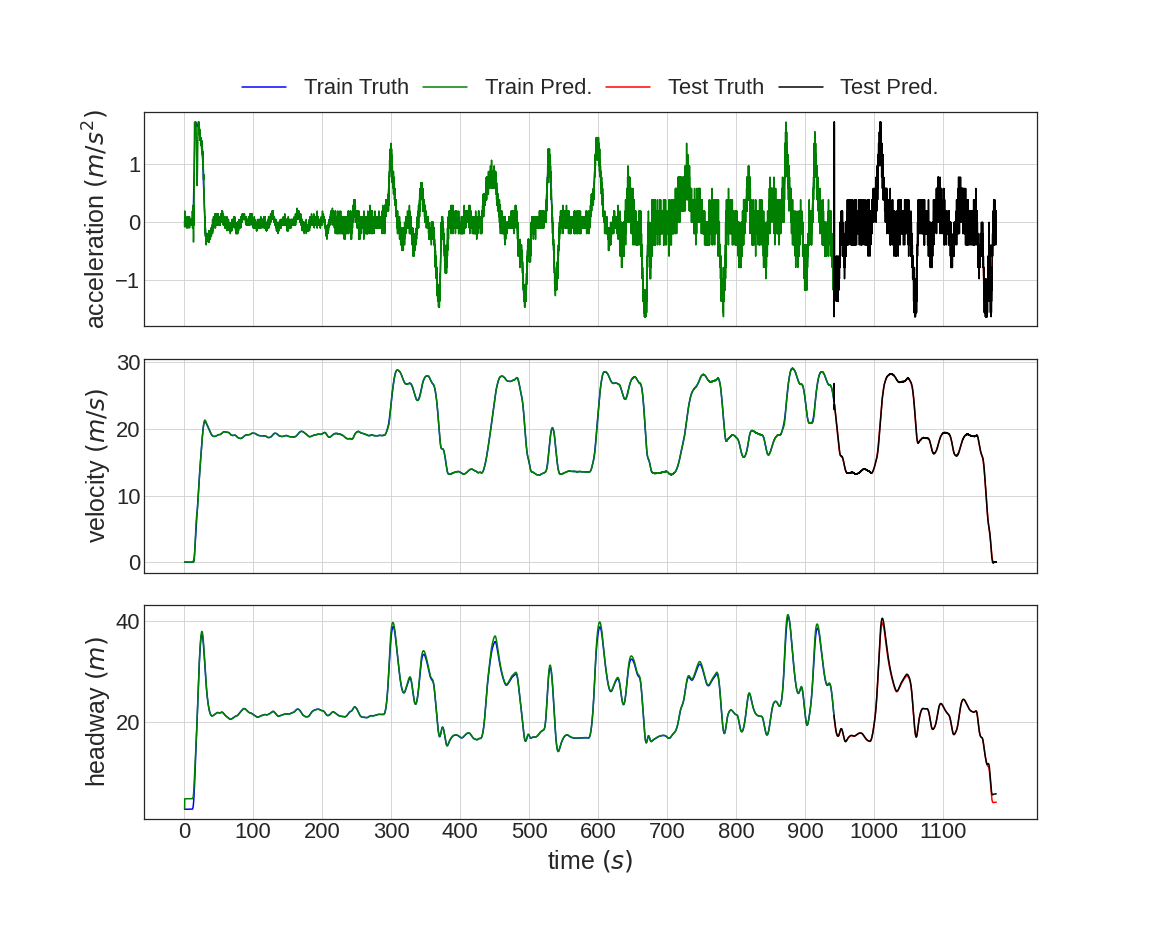 Train Truth Train Pred. Test Truth Test Pred.
acceleration (m/s²)
1
0
−1
velocity (m/s)
30
20
10
0
headway (m)
40
20
0 100 200 300 400 500 600 700 800 900 1000 1100
time (s)